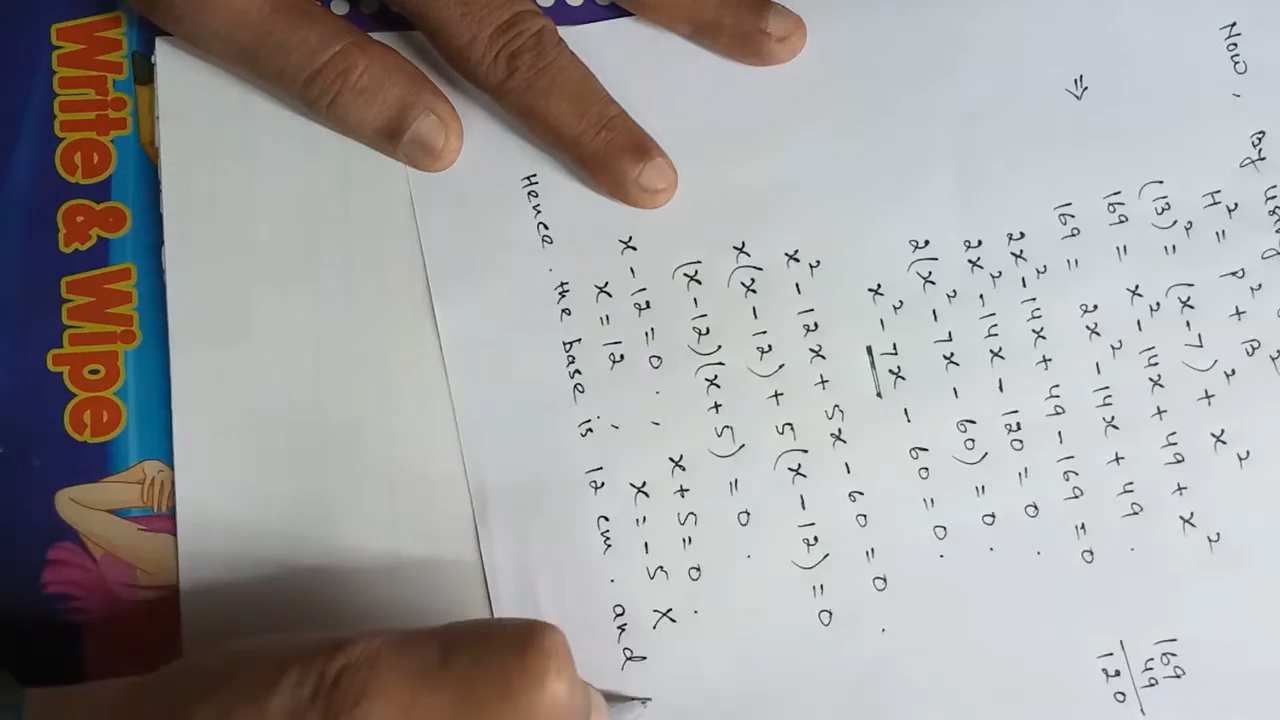 Now, By using
H² = P² + B²
(13)² = (x-7)² + x²
169 = x² - 14x + 49 + x²
⇒ 169 = 2x² - 14x + 49.
2x² - 14x + 49 - 169 = 0
2x² - 14x - 120 = 0.
2(x² - 7x - 60) = 0.
x² - 7x - 60 = 0.
x² - 12x + 5x - 60 = 0.
x(x - 12) + 5(x - 12) = 0
(x - 12)(x + 5) = 0.
x - 12 = 0., x + 5 = 0.
x = 12, x = -5 X
Hence. the base is 12 cm. and
169
49
120
Write & Wipe